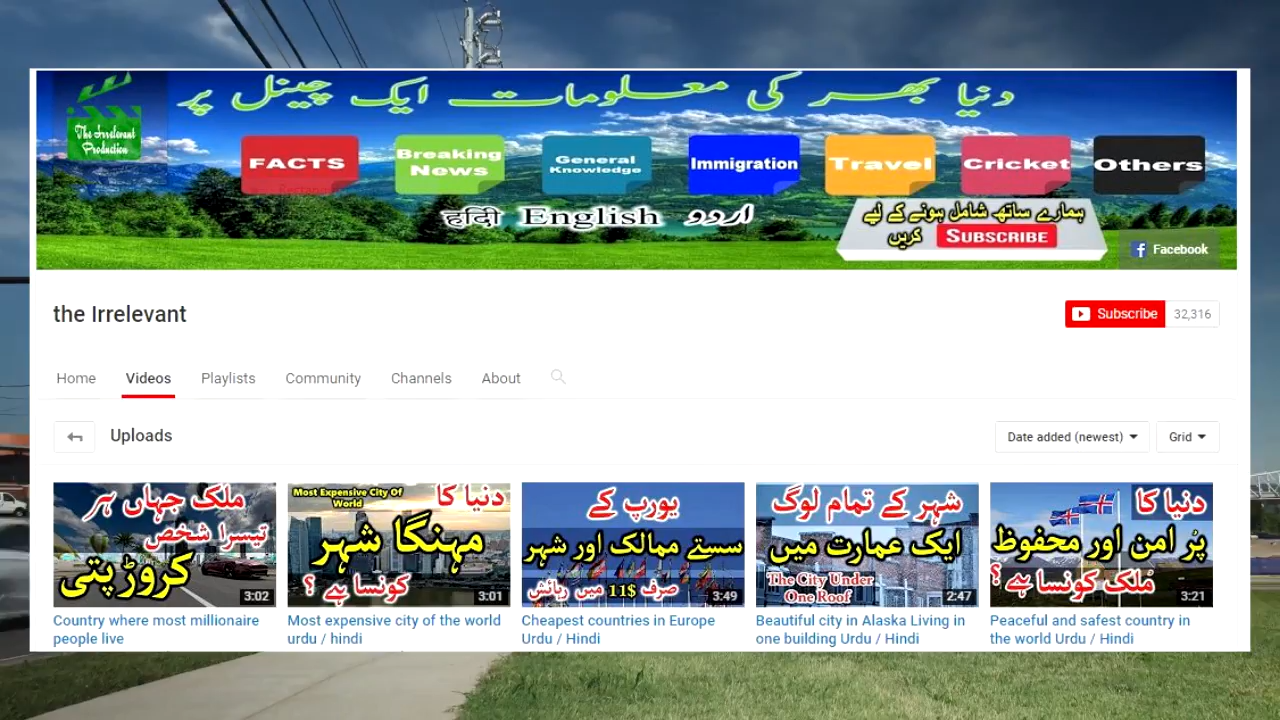 دنیا بھر کی معلومات ایک چینل پر
The Irrelevant
Production
FACTS
Breaking
News
General
Knowledge
Immigration
Travel
Cricket
Others
हिंदी English اردو
ہمارے ساتھ شامل ہونے کے لیے
SUBSCRIBE کریں
Facebook
the Irrelevant
Subscribe 32,316
Home Videos Playlists Community Channels About
Uploads
Date added (newest) Grid
ملک جہاں ہر
تیسرا شخص
کروڑ پتی
3:02
Country where most millionaire
people live
Most Expensive City Of
World
دنیا کا
مہنگا شہر
کونسا ہے ؟
3:01
Most expensive city of the world
urdu / hindi
یورپ کے
سستے ممالک اور شہر
صرف 11$ میں رہائش
3:49
Cheapest countries in Europe
Urdu / Hindi
شہر کے تمام لوگ
ایک عمارت میں
The City Under
One Roof
2:47
Beautiful city in Alaska Living in
one building Urdu / Hindi
دنیا کا
پُر امن اور محفوظ
مُلک کونسا ہے ؟
3:21
Peaceful and safest country in
the world Urdu / Hindi